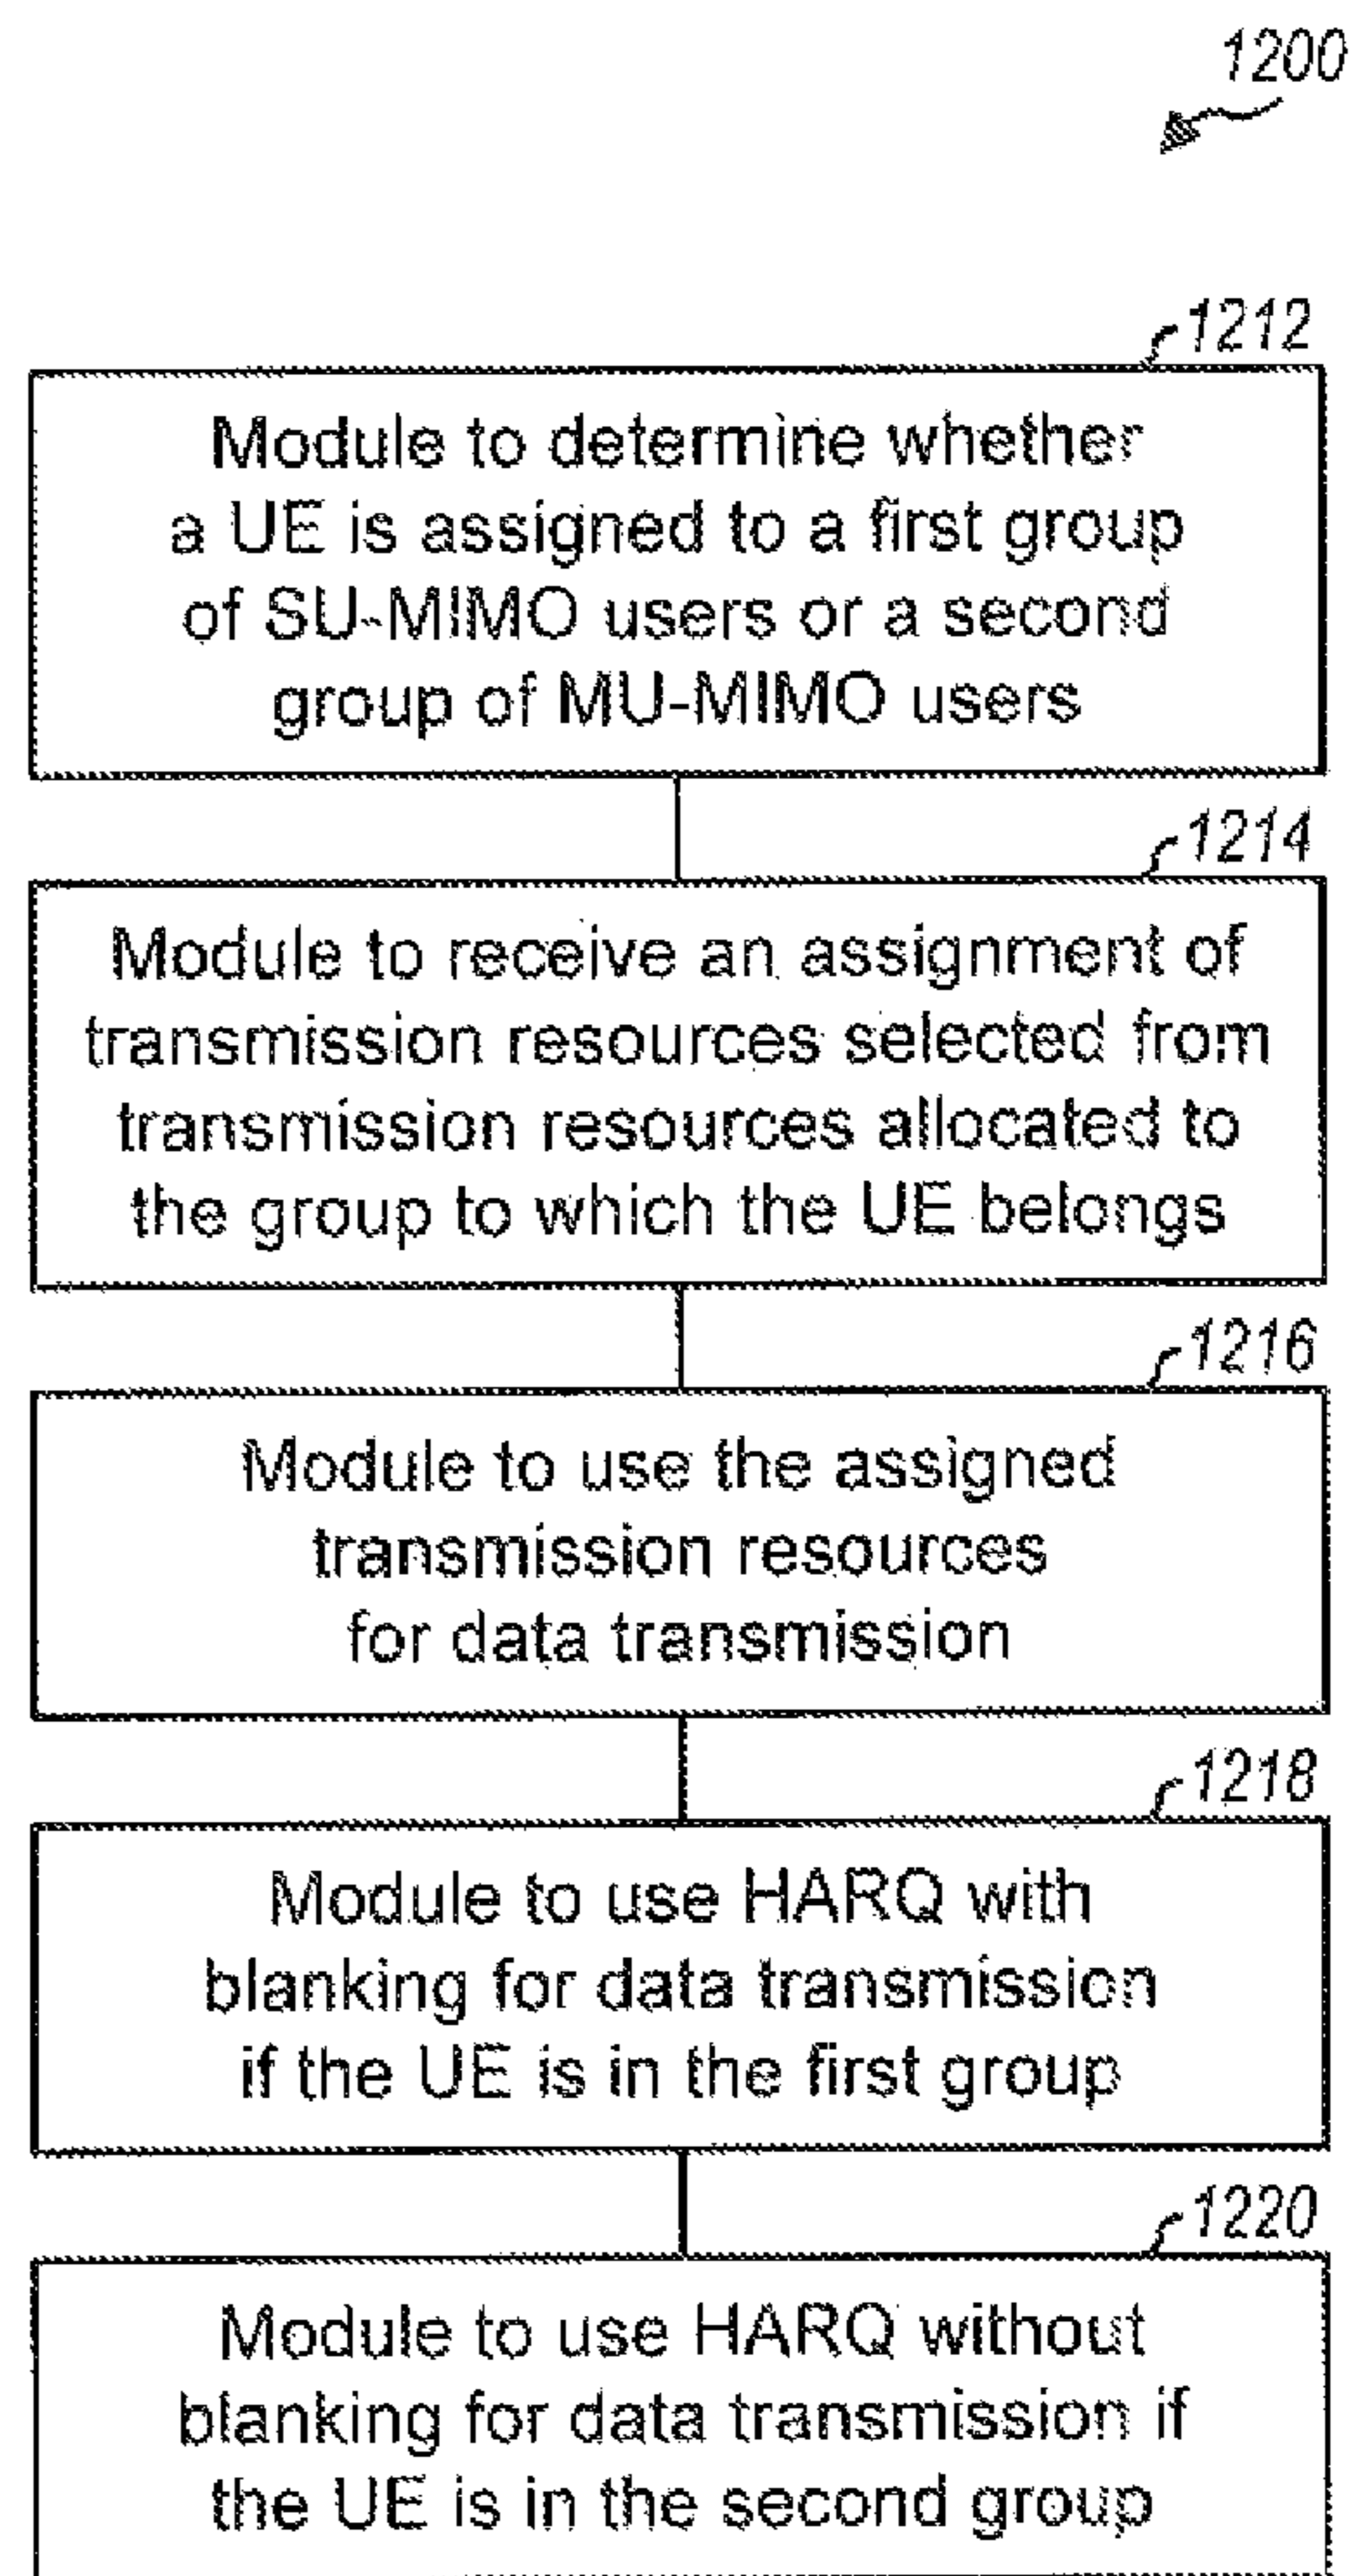 1200
1212
Module to determine whether
a UE is assigned to a first group
of SU-MIMO users or a second
group of MU-MIMO users
1214
Module to receive an assignment of
transmission resources selected from
transmission resources allocated to
the group to which the UE belongs
1216
Module to use the assigned
transmission resources
for data transmission
1218
Module to use HARQ with
blanking for data transmission
if the UE is in the first group
1220
Module to use HARQ without
blanking for data transmission if
the UE is in the second group